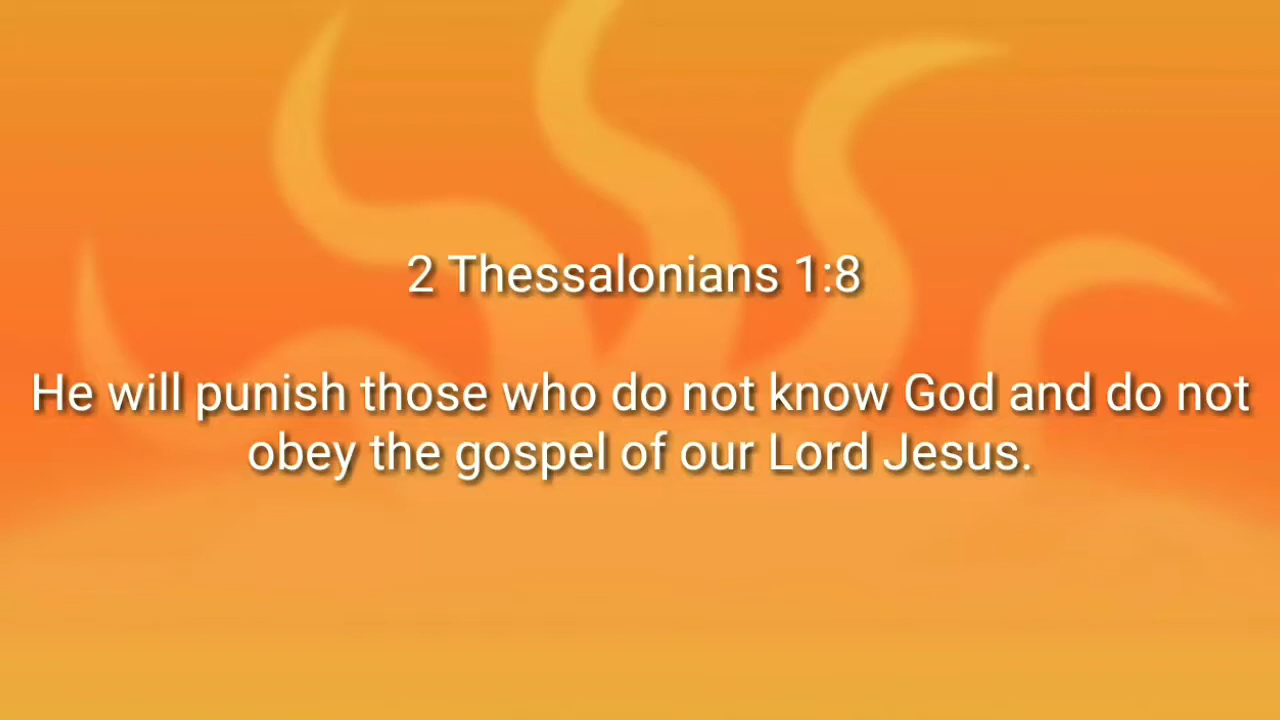 2 Thessalonians 1:8
He will punish those who do not know God and do not
obey the gospel of our Lord Jesus.